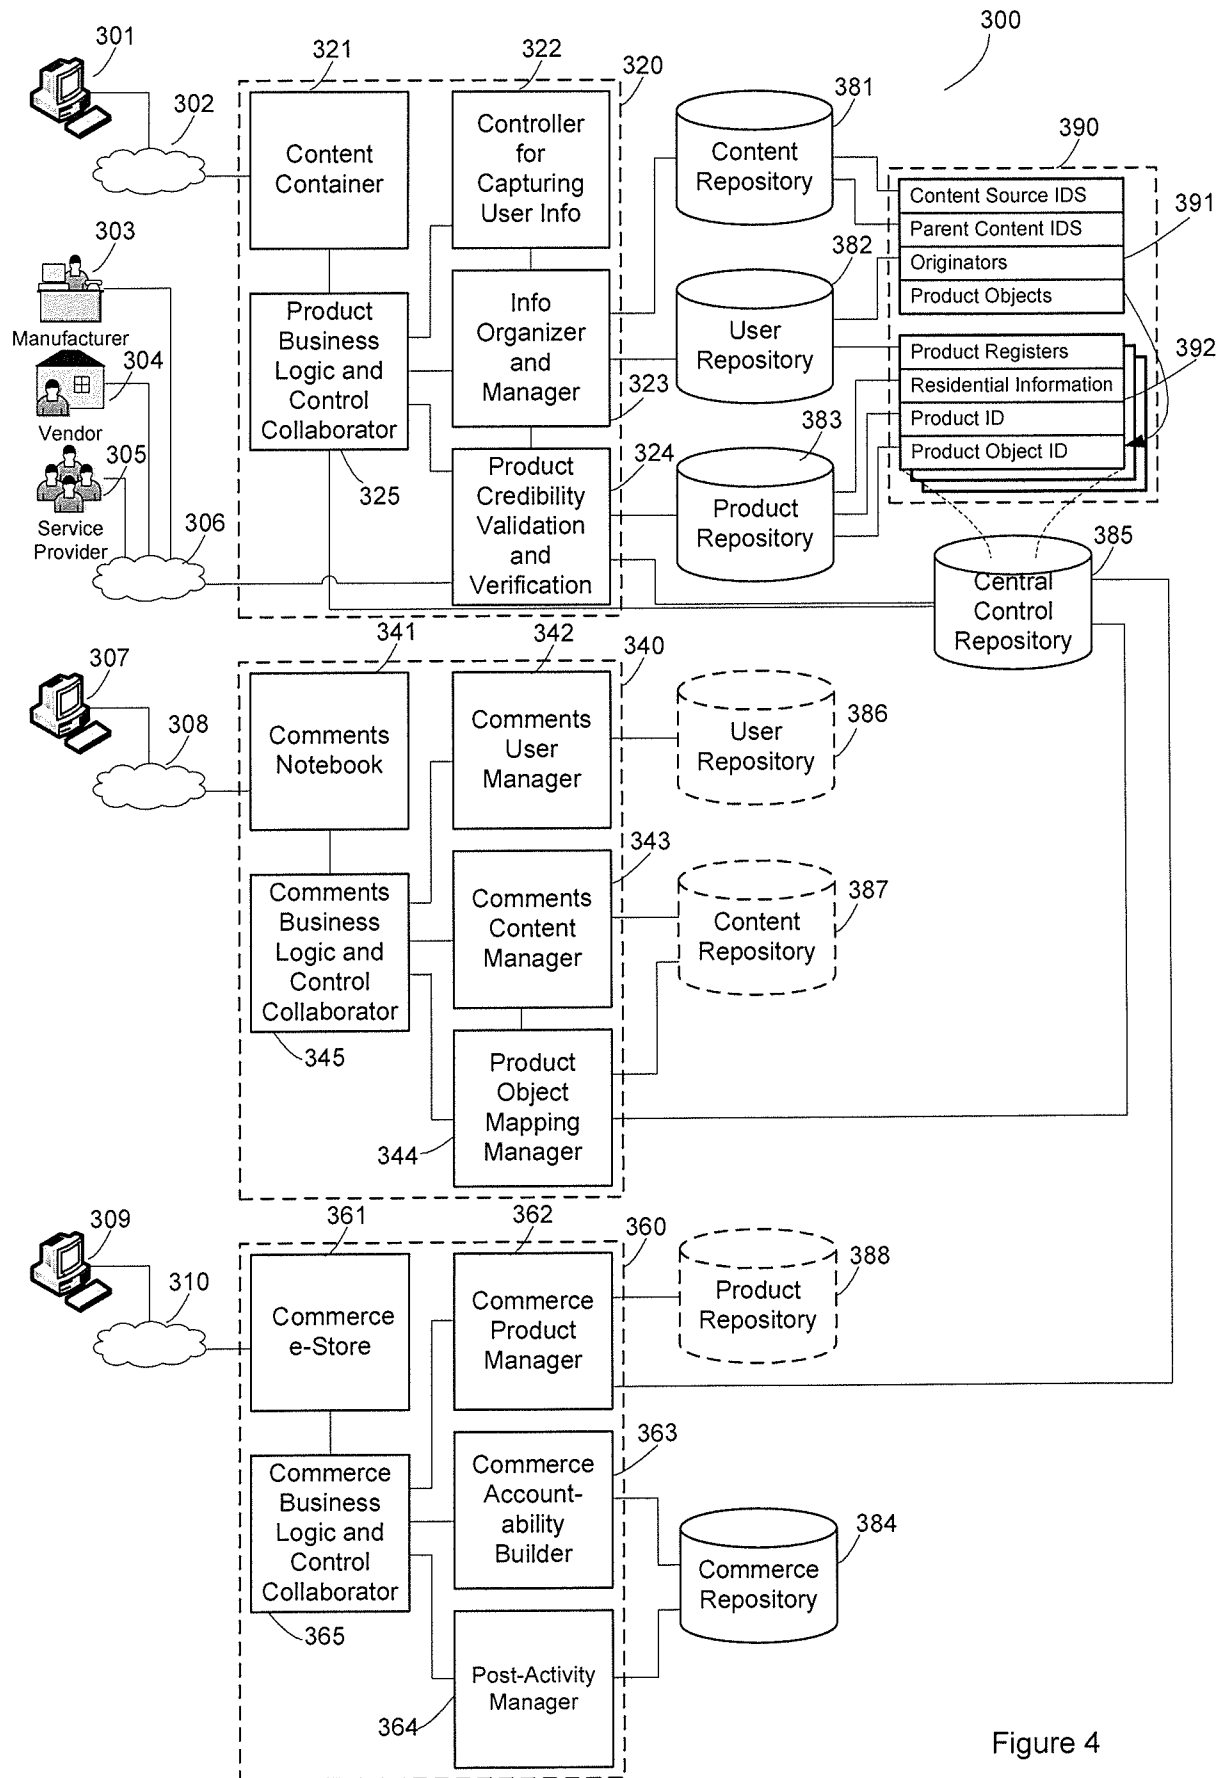 300
301
302
321
322
320
381
390
Content
Container
Controller
for
Capturing
User Info
Content
Repository
Content Source IDS
Parent Content IDS
Originators
Product Objects
391
303
Manufacturer
304
Vendor
305
Service
Provider
306
Product
Business
Logic and
Control
Collaborator
325
Info
Organizer
and
Manager
323
382
User
Repository
Product Registers
Residential Information
Product ID
Product Object ID
392
324
Product
Credibility
Validation
and
Verification
383
Product
Repository
385
Central
Control
Repository
307
308
341
342
340
Comments
Notebook
Comments
User
Manager
User
Repository
386
343
Comments
Business
Logic and
Control
Collaborator
345
Comments
Content
Manager
Content
Repository
387
Product
Object
Mapping
Manager
344
309
310
361
362
360
Commerce
e-Store
Commerce
Product
Manager
Product
Repository
388
363
Commerce
Business
Logic and
Control
Collaborator
365
Commerce
Account-
ability
Builder
Commerce
Repository
384
Post-Activity
Manager
364
Figure 4